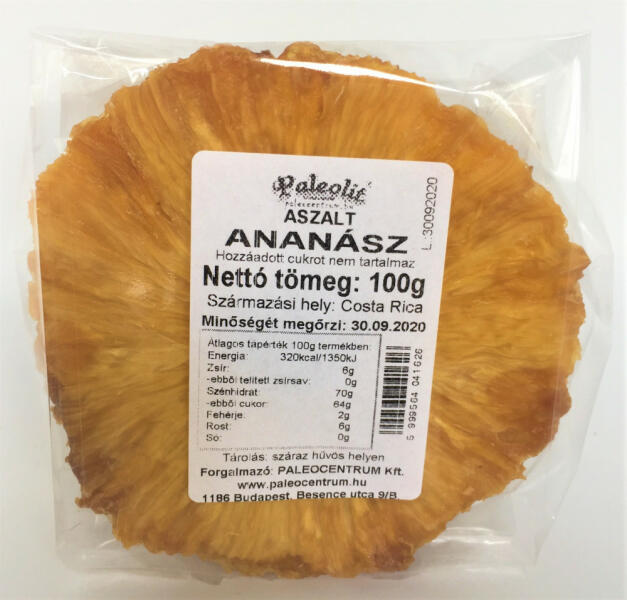 Paleolit
paleocentrum.hu
ASZALT
ANANÁSZ
Hozzáadott cukrot nem tartalmaz
Nettó tömeg: 100g
Származási hely: Costa Rica
Minőségét megőrzi: 30.09.2020
L.:30092020
Átlagos tápérték 100g termékben:
Energia: 320kcal/1350kJ
Zsír: 6g
-ebből telített zsírsav: 0g
Szénhidrát: 70g
-ebből cukor: 64g
Fehérje: 2g
Rost: 6g
Só: 0g
5 999564 041626
Tárolás: száraz hűvös helyen
Forgalmazó: PALEOCENTRUM Kft.
www.paleocentrum.hu
1186 Budapest, Besence utca 9/B